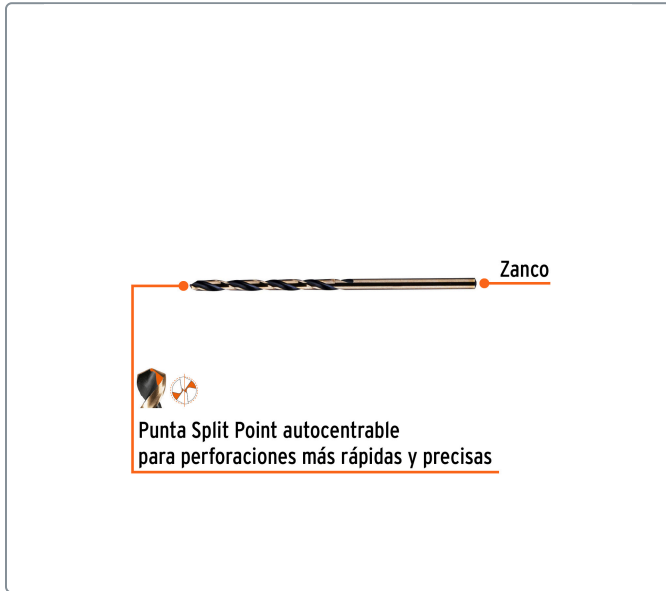 Zanco
Punta Split Point autocentrable
para perforaciones más rápidas y precisas